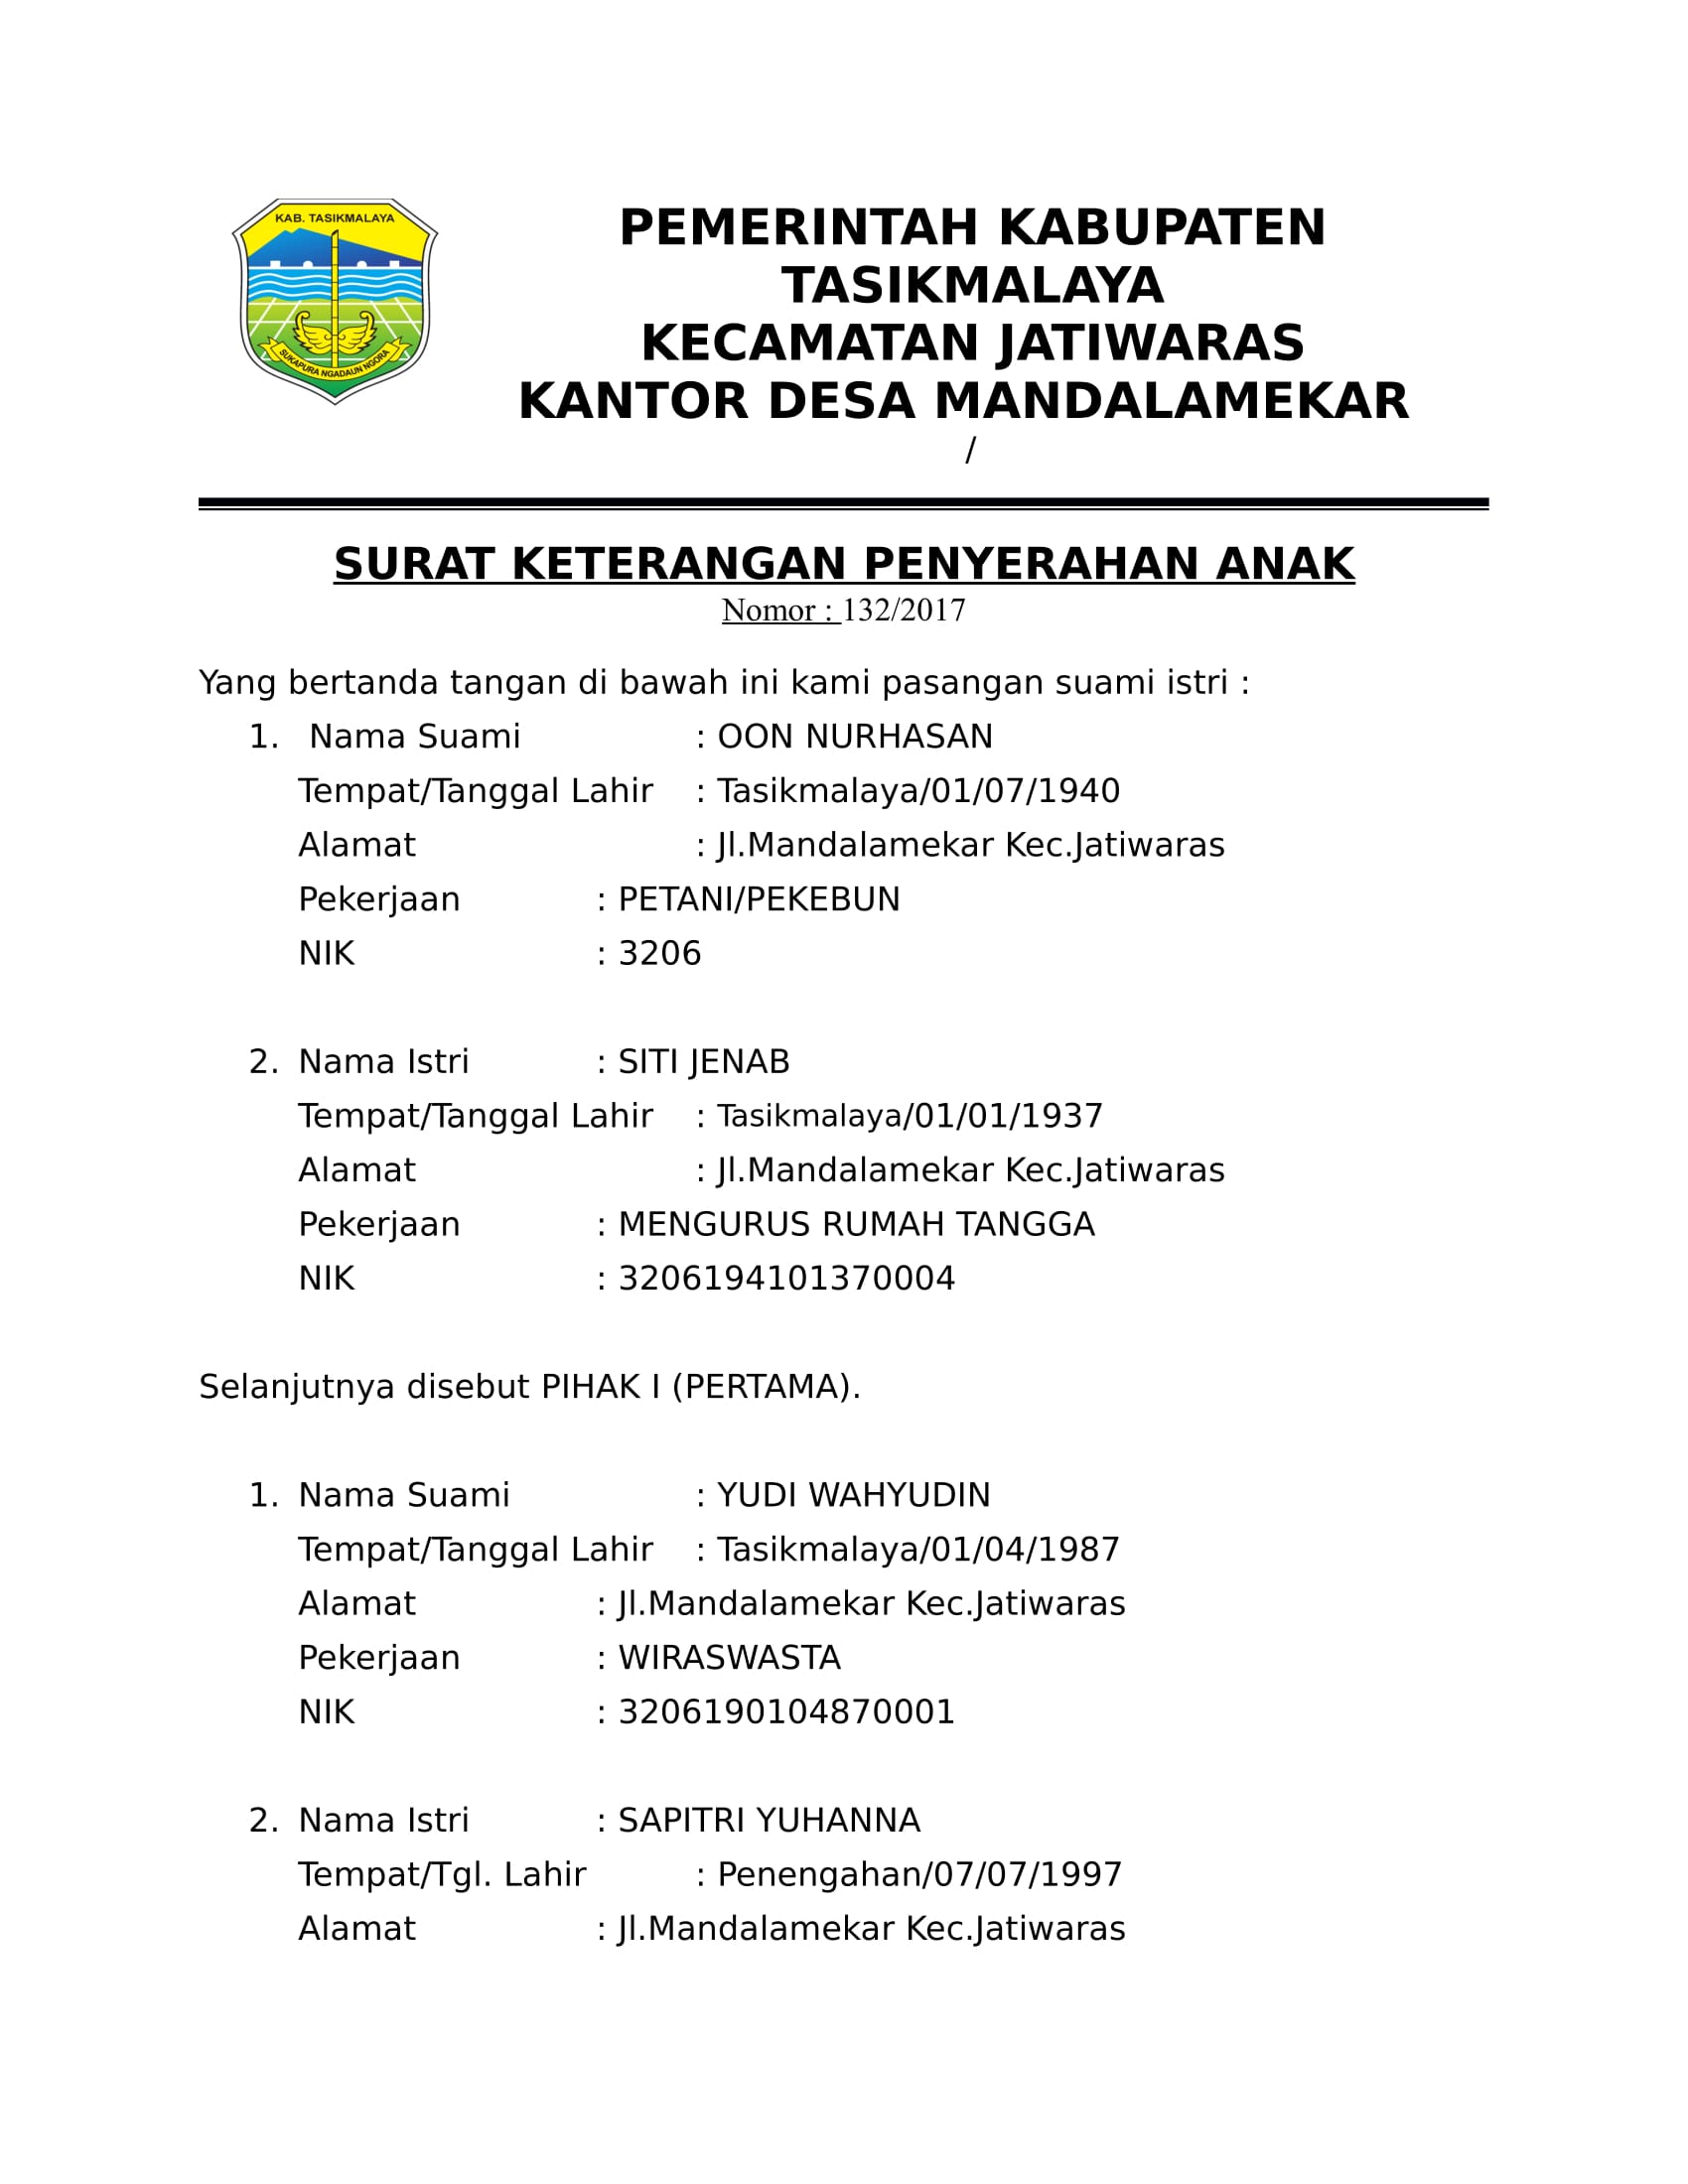 KAB. TASIKMALAYA
SUKAPURA NGADAUN NGORA
PEMERINTAH KABUPATEN
TASIKMALAYA
KECAMATAN JATIWARAS
KANTOR DESA MANDALAMEKAR
/
SURAT KETERANGAN PENYERAHAN ANAK
Nomor : 132/2017
Yang bertanda tangan di bawah ini kami pasangan suami istri :
1. Nama Suami : OON NURHASAN
Tempat/Tanggal Lahir : Tasikmalaya/01/07/1940
Alamat : Jl.Mandalamekar Kec.Jatiwaras
Pekerjaan : PETANI/PEKEBUN
NIK : 3206
2. Nama Istri : SITI JENAB
Tempat/Tanggal Lahir : Tasikmalaya/01/01/1937
Alamat : Jl.Mandalamekar Kec.Jatiwaras
Pekerjaan : MENGURUS RUMAH TANGGA
NIK : 3206194101370004
Selanjutnya disebut PIHAK I (PERTAMA).
1. Nama Suami : YUDI WAHYUDIN
Tempat/Tanggal Lahir : Tasikmalaya/01/04/1987
Alamat : Jl.Mandalamekar Kec.Jatiwaras
Pekerjaan : WIRASWASTA
NIK : 3206190104870001
2. Nama Istri : SAPITRI YUHANNA
Tempat/Tgl. Lahir : Penengahan/07/07/1997
Alamat : Jl.Mandalamekar Kec.Jatiwaras